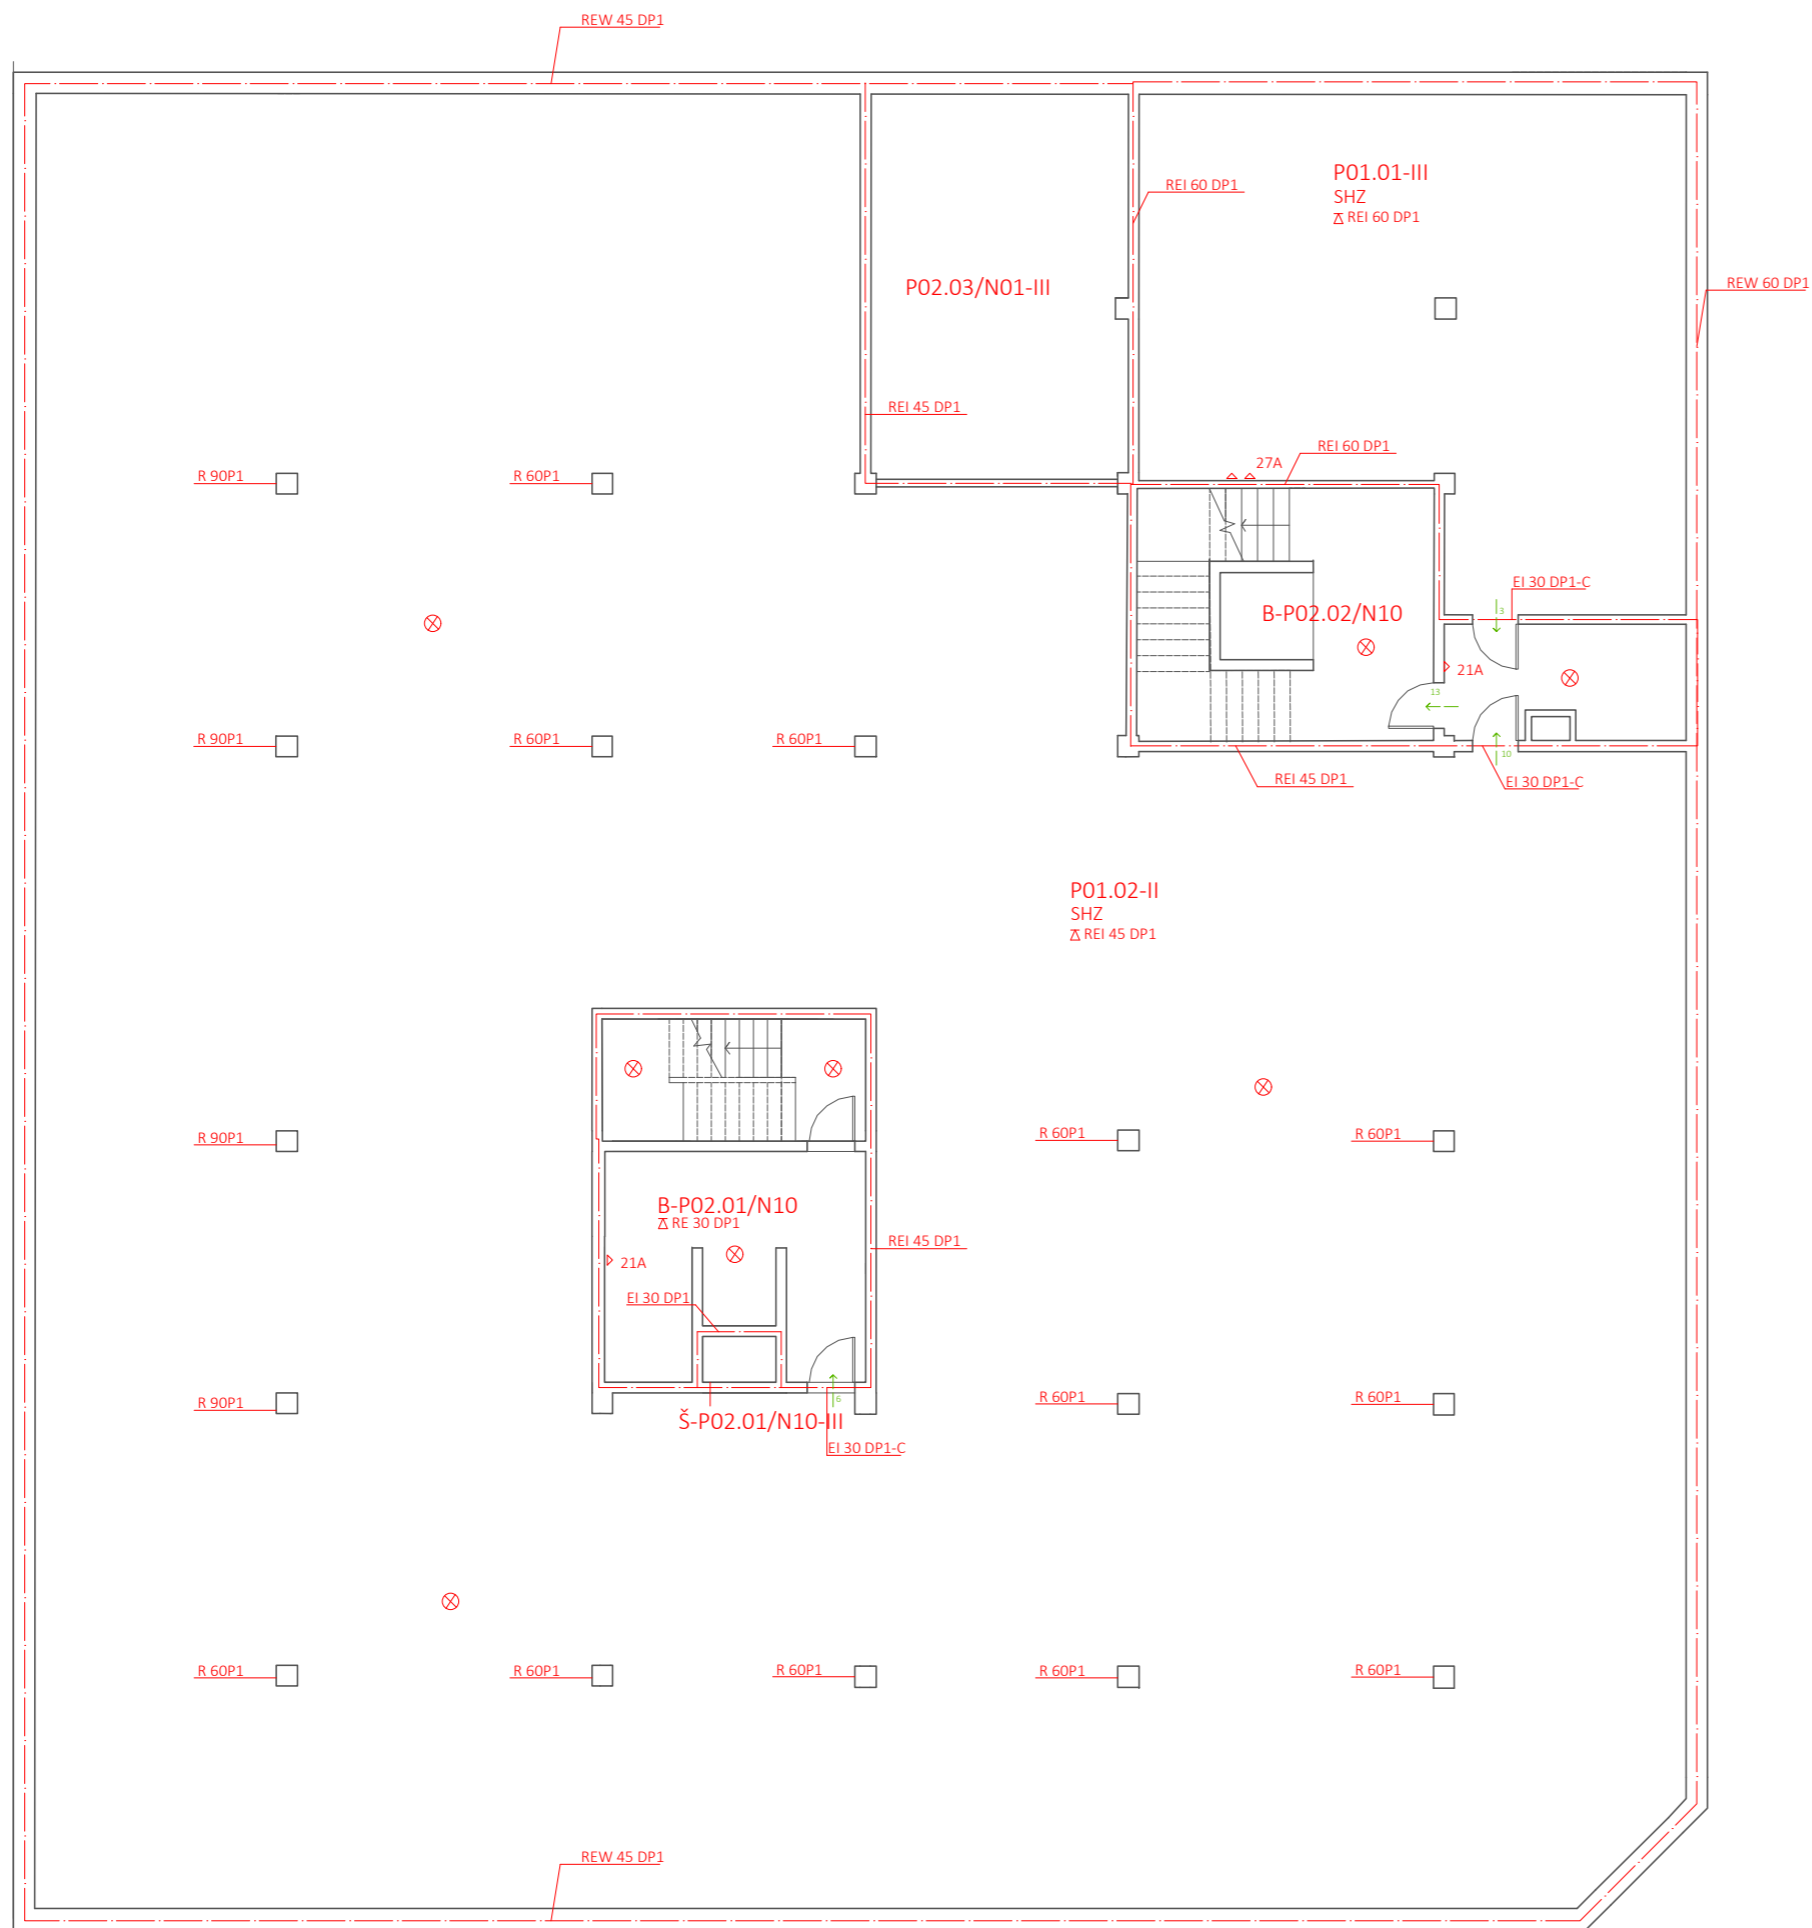 REW 45 DP1
P01.01-III
SHZ
REI 60 DP1
REI 60 DP1
P02.03/N01-III
REW 60 DP1
REI 45 DP1
REI 60 DP1
27A
R 90P1
R 60P1
EI 30 DP1-C
3
B-P02.02/N10
21A
13
R 90P1
R 60P1
R 60P1
10
REI 45 DP1
EI 30 DP1-C
P01.02-II
SHZ
REI 45 DP1
R 90P1
R 60P1
R 60P1
B-P02.01/N10
RE 30 DP1
REI 45 DP1
21A
EI 30 DP1
R 90P1
6
R 60P1
R 60P1
Š-P02.01/N10-III
EI 30 DP1-C
R 60P1
R 60P1
R 60P1
R 60P1
R 60P1
REW 45 DP1